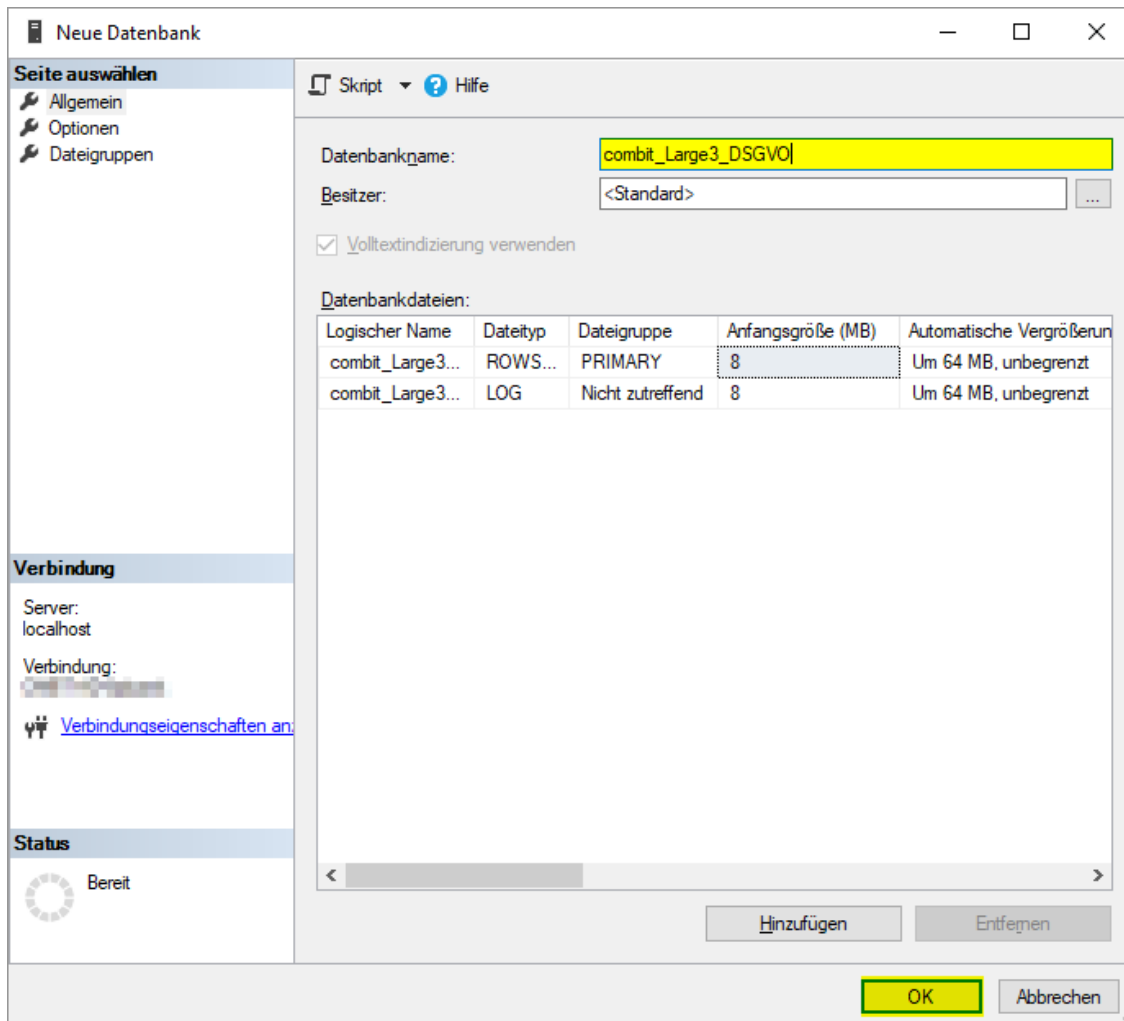 Neue Datenbank
Seite auswählen
Allgemein
Optionen
Dateigruppen
Skript
Hilfe
Datenbankname: combit_Large3_DSGVO
Besitzer: <Standard> ...
Volltextindizierung verwenden
Datenbankdateien:
Logischer Name Dateityp Dateigruppe Anfangsgröße (MB) Automatische Vergrößerun
combit_Large3... ROWS... PRIMARY 8 Um 64 MB, unbegrenzt
combit_Large3... LOG Nicht zutreffend 8 Um 64 MB, unbegrenzt
Verbindung
Server:
localhost
Verbindung:
Verbindungseigenschaften an
Status
Bereit
Hinzufügen Entfernen
OK Abbrechen